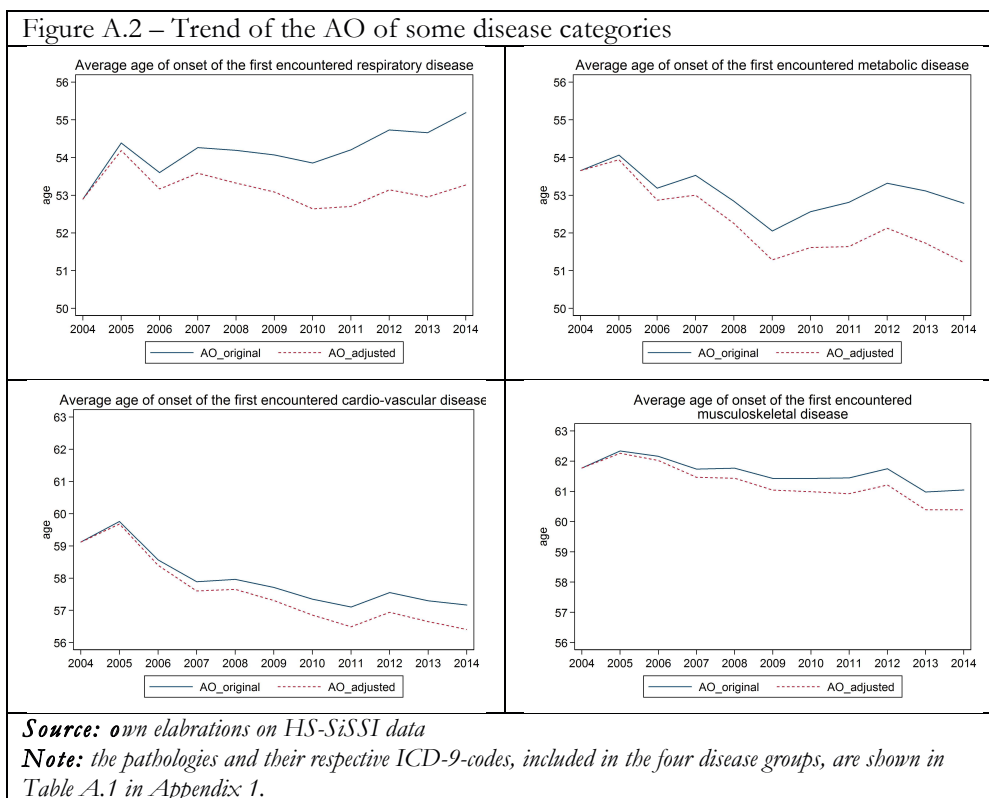 Figure A.2 – Trend of the AO of some disease categories
Average age of onset of the first encountered respiratory disease
56
55
54
53
52
51
50
age
2004 2005 2006 2007 2008 2009 2010 2011 2012 2013 2014
AO_original AO_adjusted
Average age of onset of the first encountered metabolic disease
56
55
54
53
52
51
50
age
2004 2005 2006 2007 2008 2009 2010 2011 2012 2013 2014
AO_original AO_adjusted
Average age of onset of the first encountered cardio-vascular disease
63
62
61
60
59
58
57
56
age
2004 2005 2006 2007 2008 2009 2010 2011 2012 2013 2014
AO_original AO_adjusted
Average age of onset of the first encountered
musculoskeletal disease
63
62
61
60
59
58
57
56
age
2004 2005 2006 2007 2008 2009 2010 2011 2012 2013 2014
AO_original AO_adjusted
Source: own elabrations on HS-SiSSI data
Note: the pathologies and their respective ICD-9-codes, included in the four disease groups, are shown in
Table A.1 in Appendix 1.